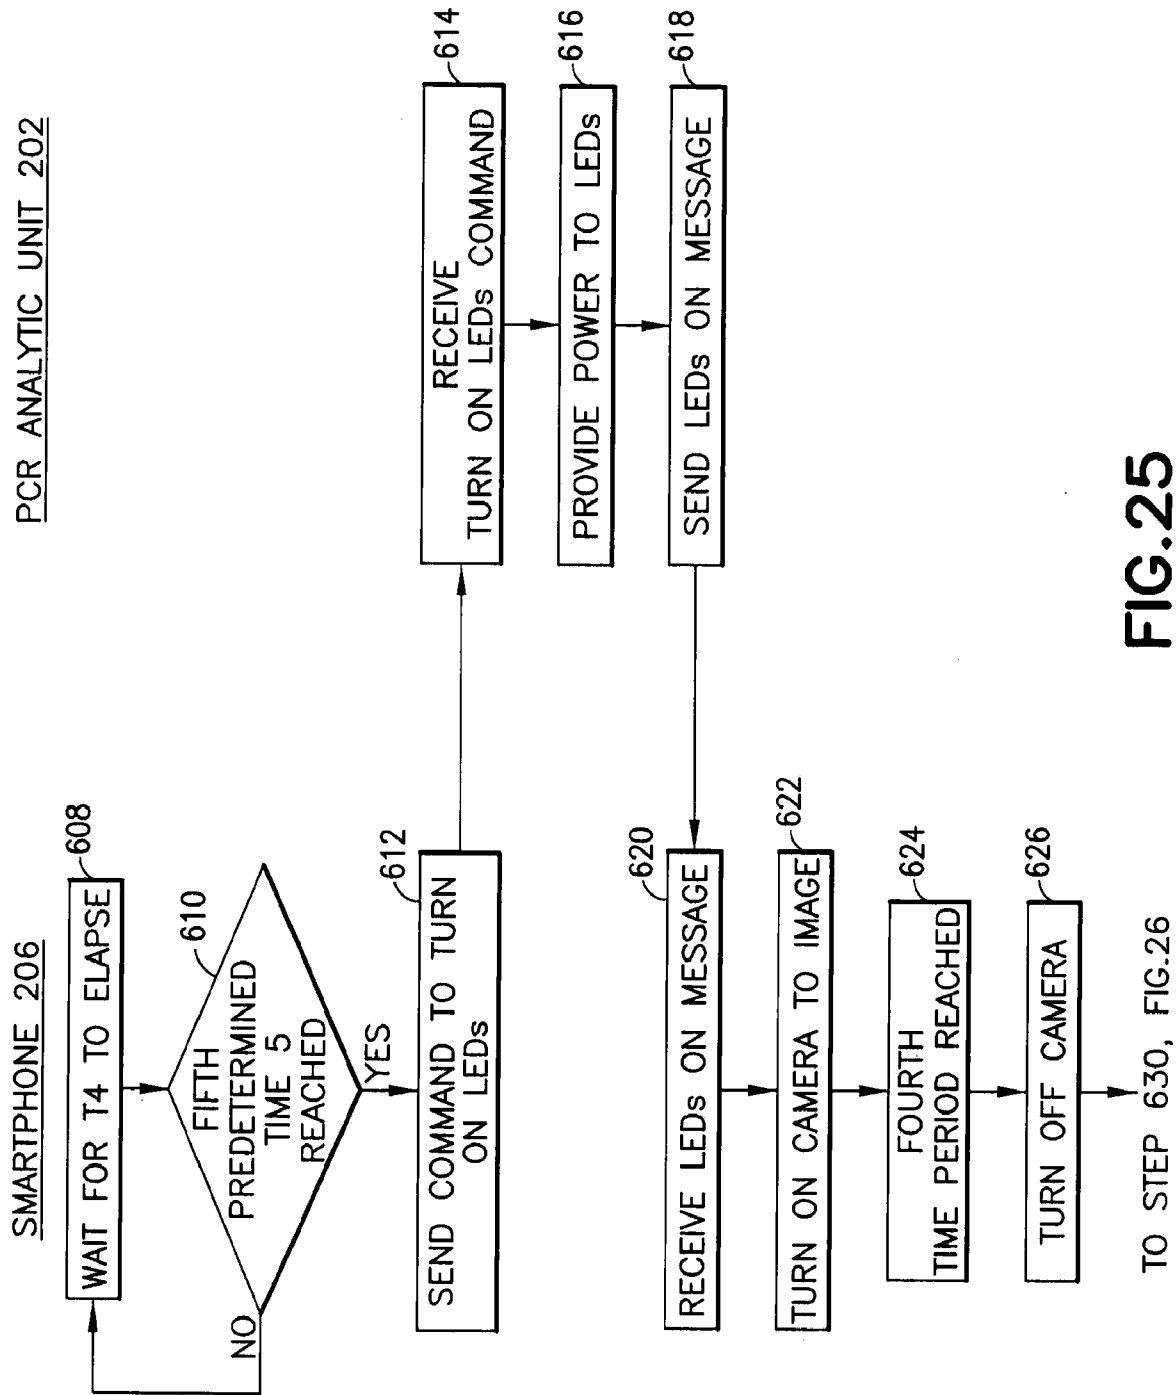 SMARTPHONE 206
PCR ANALYTIC UNIT 202
608
WAIT FOR T4 TO ELAPSE
610
FIFTH
PREDETERMINED
TIME 5
REACHED
NO
YES
612
SEND COMMAND TO TURN
ON LEDs
614
RECEIVE
TURN ON LEDs COMMAND
616
PROVIDE POWER TO LEDs
618
SEND LEDs ON MESSAGE
620
RECEIVE LEDs ON MESSAGE
622
TURN ON CAMERA TO IMAGE
624
FOURTH
TIME PERIOD REACHED
626
TURN OFF CAMERA
TO STEP 630, FIG.26
FIG.25